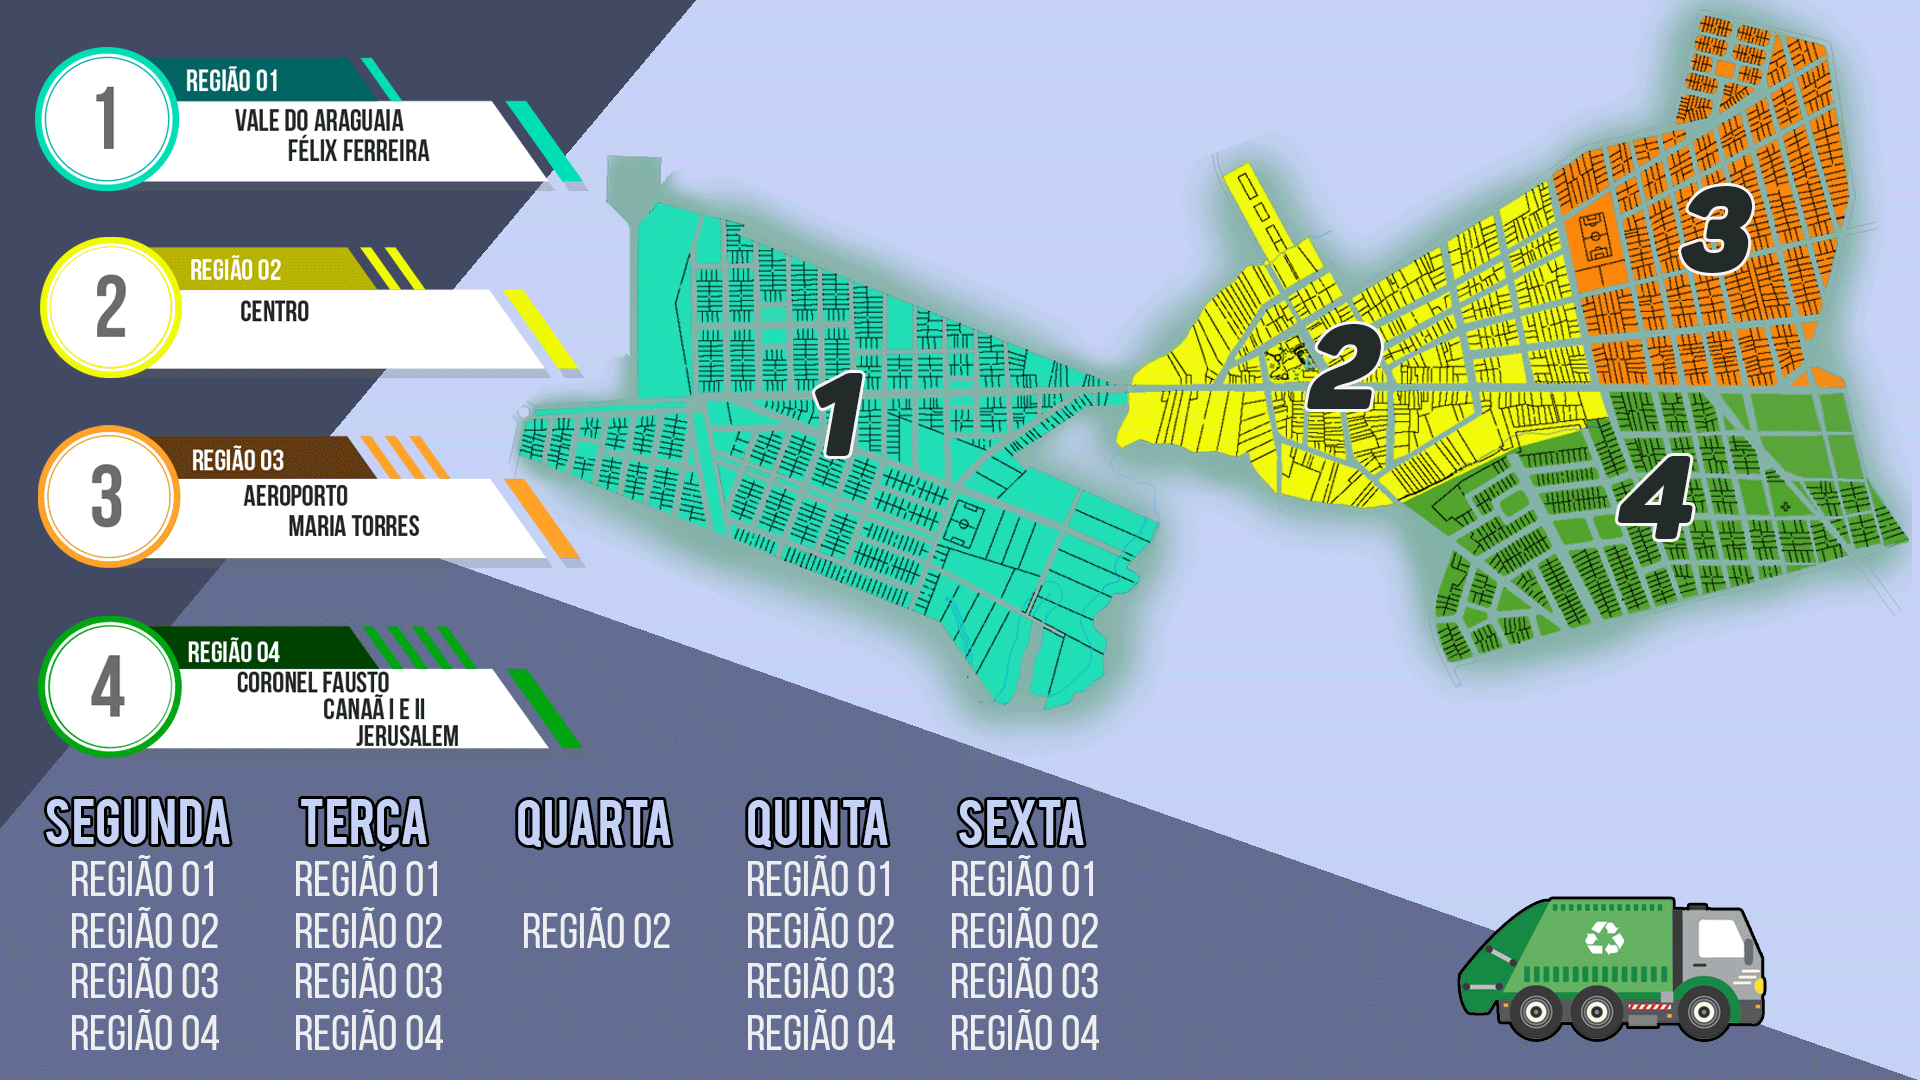 1
REGIÃO 01
VALE DO ARAGUAIA
FÉLIX FERREIRA
2
REGIÃO 02
CENTRO
3
REGIÃO 03
AEROPORTO
MARIA TORRES
4
REGIÃO 04
CORONEL FAUSTO
CANAÃ I E II
JERUSALEM
1
2
3
4
SEGUNDA
REGIÃO 01
REGIÃO 02
REGIÃO 03
REGIÃO 04
TERÇA
REGIÃO 01
REGIÃO 02
REGIÃO 03
REGIÃO 04
QUARTA
REGIÃO 02
QUINTA
REGIÃO 01
REGIÃO 02
REGIÃO 03
REGIÃO 04
SEXTA
REGIÃO 01
REGIÃO 02
REGIÃO 03
REGIÃO 04